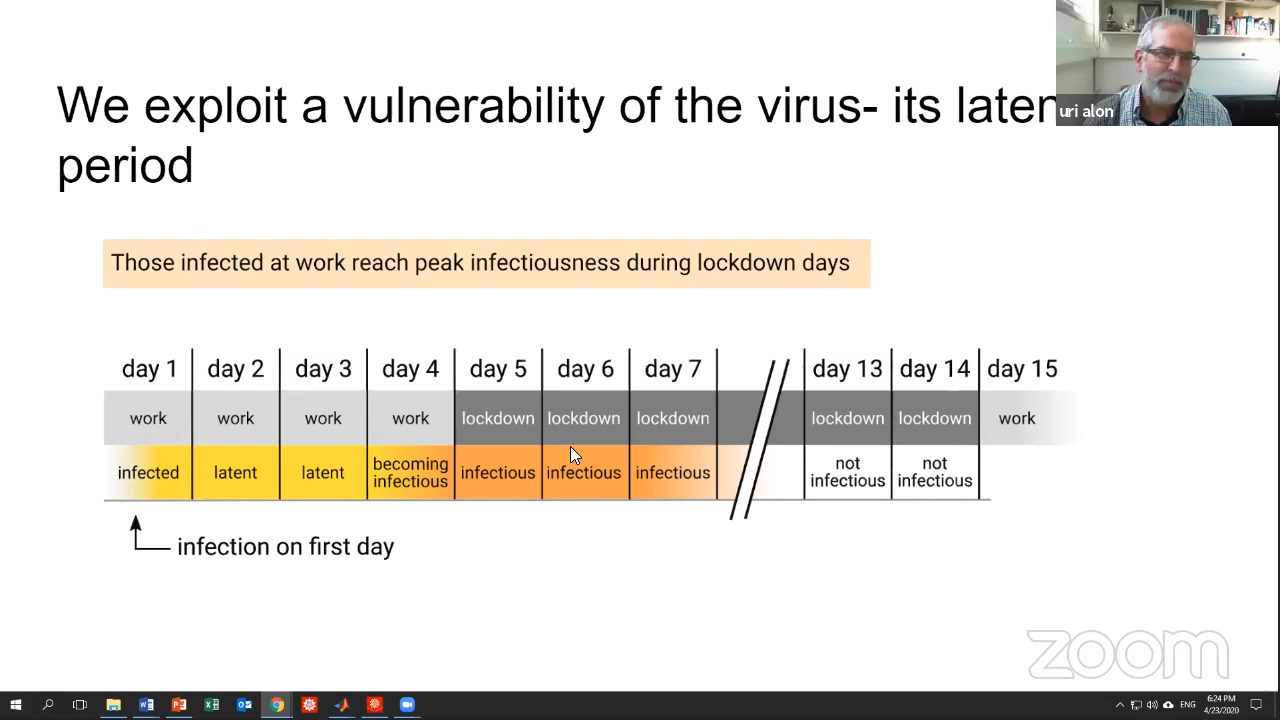 We exploit a vulnerability of the virus- its laten
period
uri alon
Those infected at work reach peak infectiousness during lockdown days
day 1 day 2 day 3 day 4 day 5 day 6 day 7 day 13 day 14 day 15
work work work work lockdown lockdown lockdown lockdown lockdown work
infected latent latent becoming infectious infectious infectious infectious not infectious not infectious
infection on first day
zoom
ENG
6:24 PM
4/23/2020